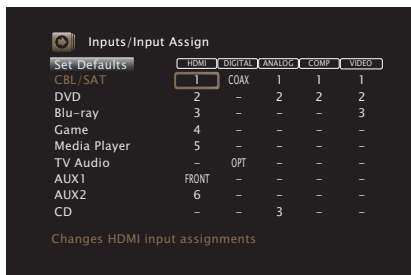 Inputs/Input Assign
Set Defaults HDMI DIGITAL ANALOG COMP VIDEO
CBL/SAT 1 COAX 1 1 1
DVD 2 – 2 2 2
Blu-ray 3 – – – 3
Game 4 – – – –
Media Player 5 – – – –
TV Audio – OPT – – –
AUX1 FRONT – – – –
AUX2 6 – – – –
CD – – 3 – –
Changes HDMI input assignments